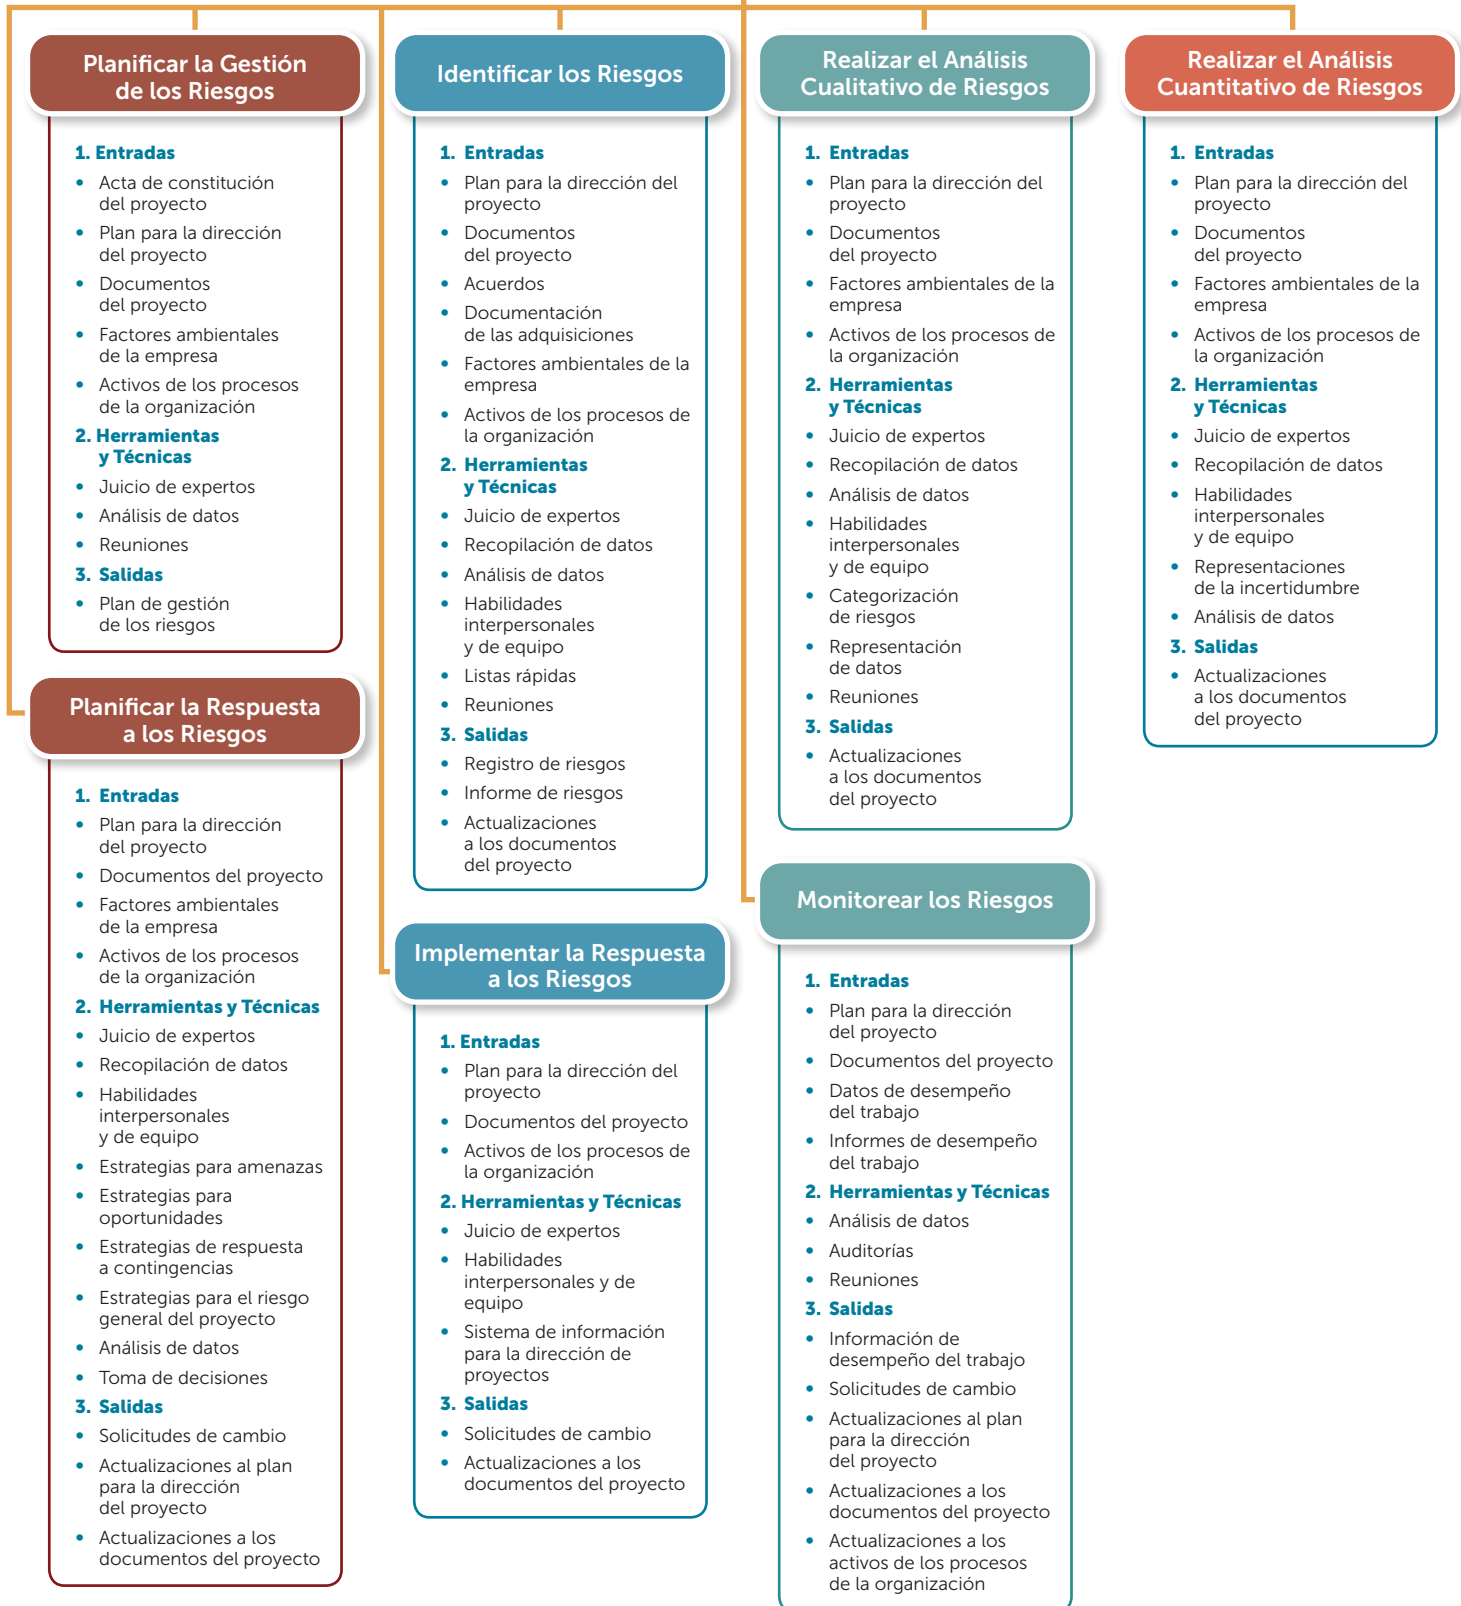 Planificar la Gestión
de los Riesgos
1. Entradas
• Acta de constitución
del proyecto
• Plan para la dirección
del proyecto
• Documentos
del proyecto
• Factores ambientales
de la empresa
• Activos de los procesos
de la organización
2. Herramientas
y Técnicas
• Juicio de expertos
• Análisis de datos
• Reuniones
3. Salidas
• Plan de gestión
de los riesgos
Identificar los Riesgos
1. Entradas
• Plan para la dirección del
proyecto
• Documentos
del proyecto
• Acuerdos
• Documentación
de las adquisiciones
• Factores ambientales de la
empresa
• Activos de los procesos de
la organización
2. Herramientas
y Técnicas
• Juicio de expertos
• Recopilación de datos
• Análisis de datos
• Habilidades
interpersonales
y de equipo
• Listas rápidas
• Reuniones
3. Salidas
• Registro de riesgos
• Informe de riesgos
• Actualizaciones
a los documentos
del proyecto
Realizar el Análisis
Cualitativo de Riesgos
1. Entradas
• Plan para la dirección del
proyecto
• Documentos
del proyecto
• Factores ambientales de la
empresa
• Activos de los procesos de
la organización
2. Herramientas
y Técnicas
• Juicio de expertos
• Recopilación de datos
• Análisis de datos
• Habilidades
interpersonales
y de equipo
• Categorización
de riesgos
• Representación
de datos
• Reuniones
3. Salidas
• Actualizaciones
a los documentos
del proyecto
Realizar el Análisis
Cuantitativo de Riesgos
1. Entradas
• Plan para la dirección del
proyecto
• Documentos
del proyecto
• Factores ambientales de la
empresa
• Activos de los procesos de
la organización
2. Herramientas
y Técnicas
• Juicio de expertos
• Recopilación de datos
• Habilidades
interpersonales
y de equipo
• Representaciones
de la incertidumbre
• Análisis de datos
3. Salidas
• Actualizaciones
a los documentos
del proyecto
Planificar la Respuesta
a los Riesgos
1. Entradas
• Plan para la dirección
del proyecto
• Documentos del proyecto
• Factores ambientales
de la empresa
• Activos de los procesos
de la organización
2. Herramientas y Técnicas
• Juicio de expertos
• Recopilación de datos
• Habilidades
interpersonales
y de equipo
• Estrategias para amenazas
• Estrategias para
oportunidades
• Estrategias de respuesta
a contingencias
• Estrategias para el riesgo
general del proyecto
• Análisis de datos
• Toma de decisiones
3. Salidas
• Solicitudes de cambio
• Actualizaciones al plan
para la dirección
del proyecto
• Actualizaciones a los
documentos del proyecto
Implementar la Respuesta
a los Riesgos
1. Entradas
• Plan para la dirección del
proyecto
• Documentos del proyecto
• Activos de los procesos de
la organización
2. Herramientas y Técnicas
• Juicio de expertos
• Habilidades
interpersonales y de
equipo
• Sistema de información
para la dirección de
proyectos
3. Salidas
• Solicitudes de cambio
• Actualizaciones a los
documentos del proyecto
Monitorear los Riesgos
1. Entradas
• Plan para la dirección
del proyecto
• Documentos del proyecto
• Datos de desempeño
del trabajo
• Informes de desempeño
del trabajo
2. Herramientas y Técnicas
• Análisis de datos
• Auditorías
• Reuniones
3. Salidas
• Información de
desempeño del trabajo
• Solicitudes de cambio
• Actualizaciones al plan
para la dirección
del proyecto
• Actualizaciones a los
documentos del proyecto
• Actualizaciones a los
activos de los procesos
de la organización